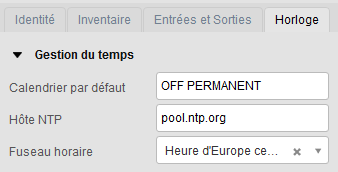 Identité Inventaire Entrées et Sorties Horloge
Gestion du temps
Calendrier par défaut OFF PERMANENT
Hôte NTP pool.ntp.org
Fuseau horaire Heure d'Europe ce...